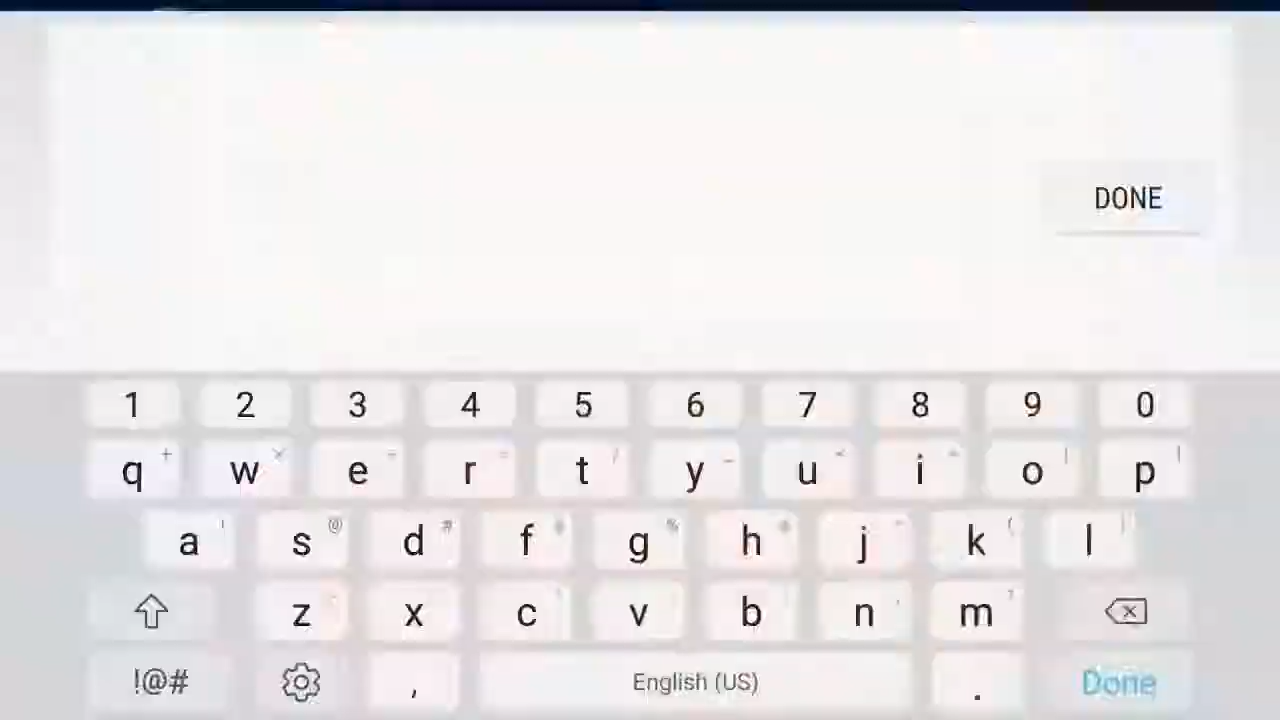 DONE
1 2 3 4 5 6 7 8 9 0
q w e r t y u i o p
a s d f g h j k l
z x c v b n m
!@# , English (US) . Done